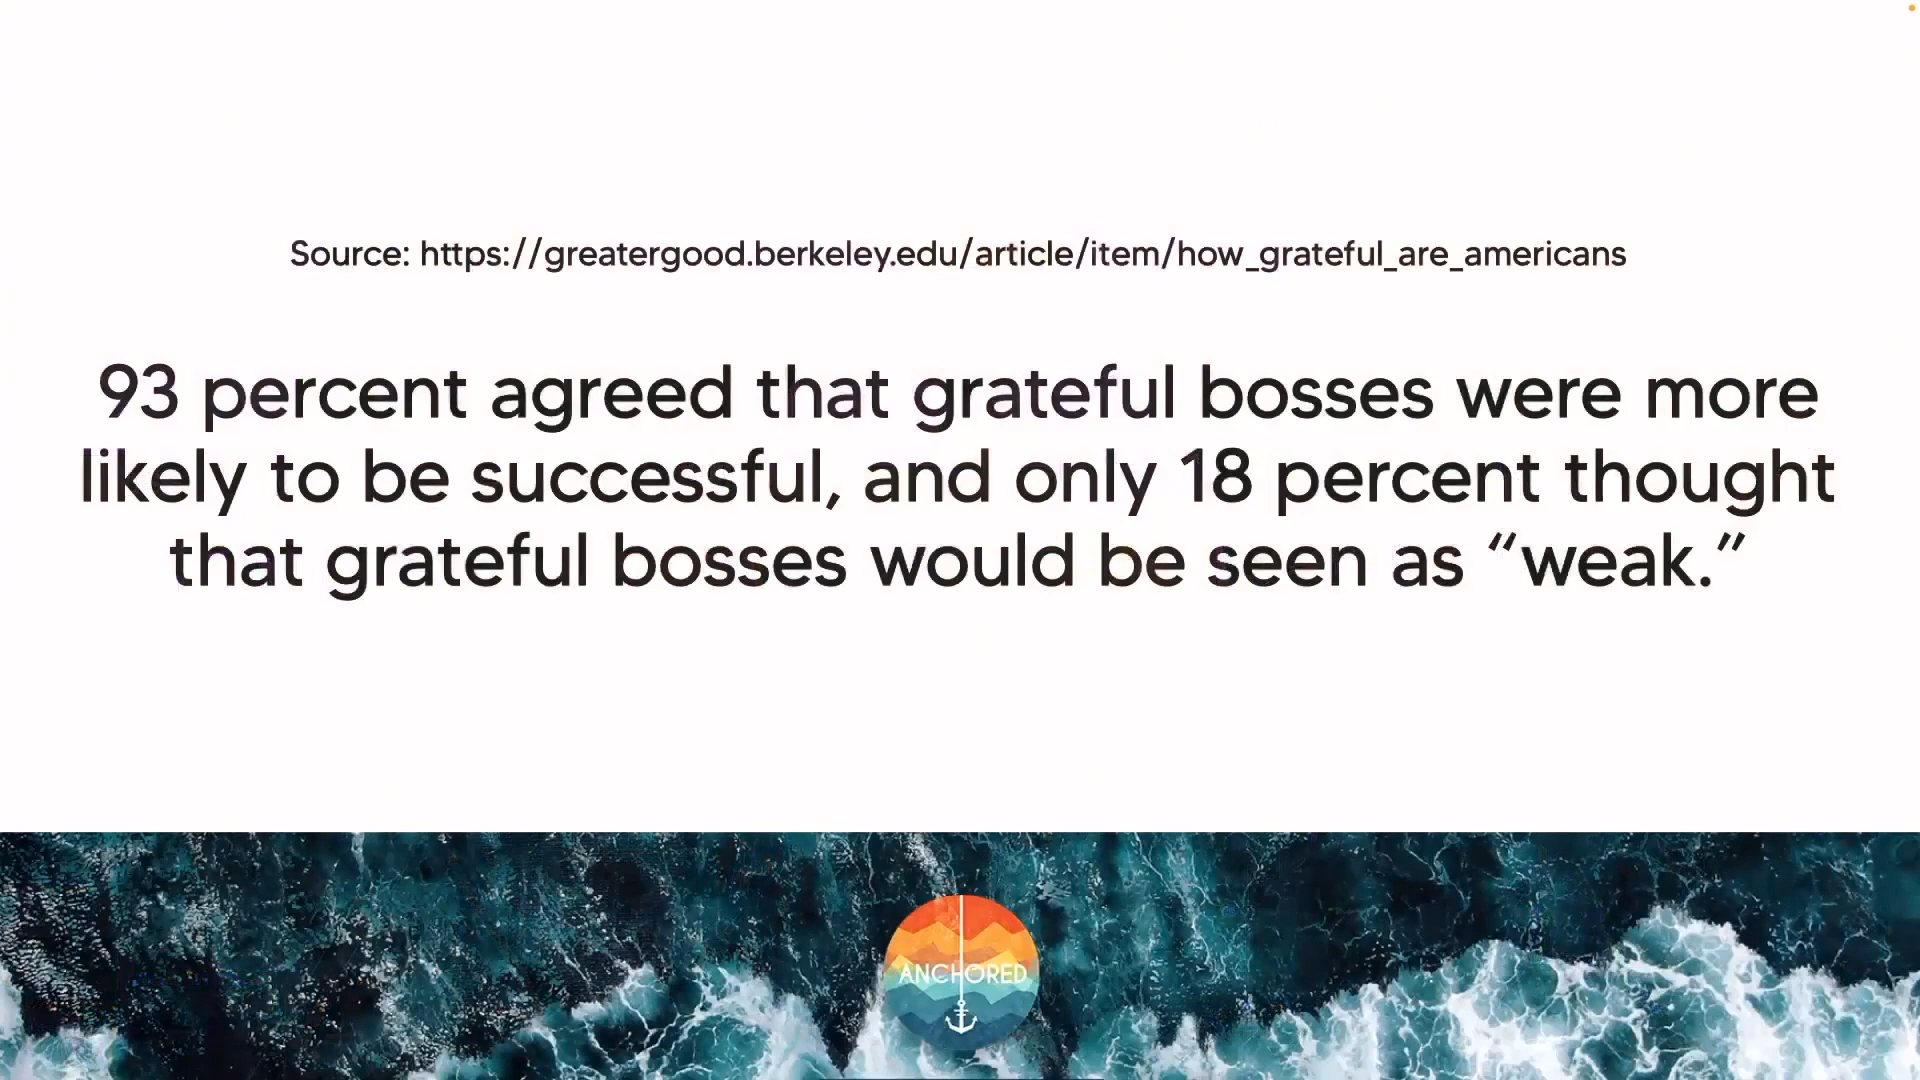 Source: https://greatergood.berkeley.edu/article/item/how_grateful_are_americans
93 percent agreed that grateful bosses were more
likely to be successful, and only 18 percent thought
that grateful bosses would be seen as “weak.”
ANCHORED